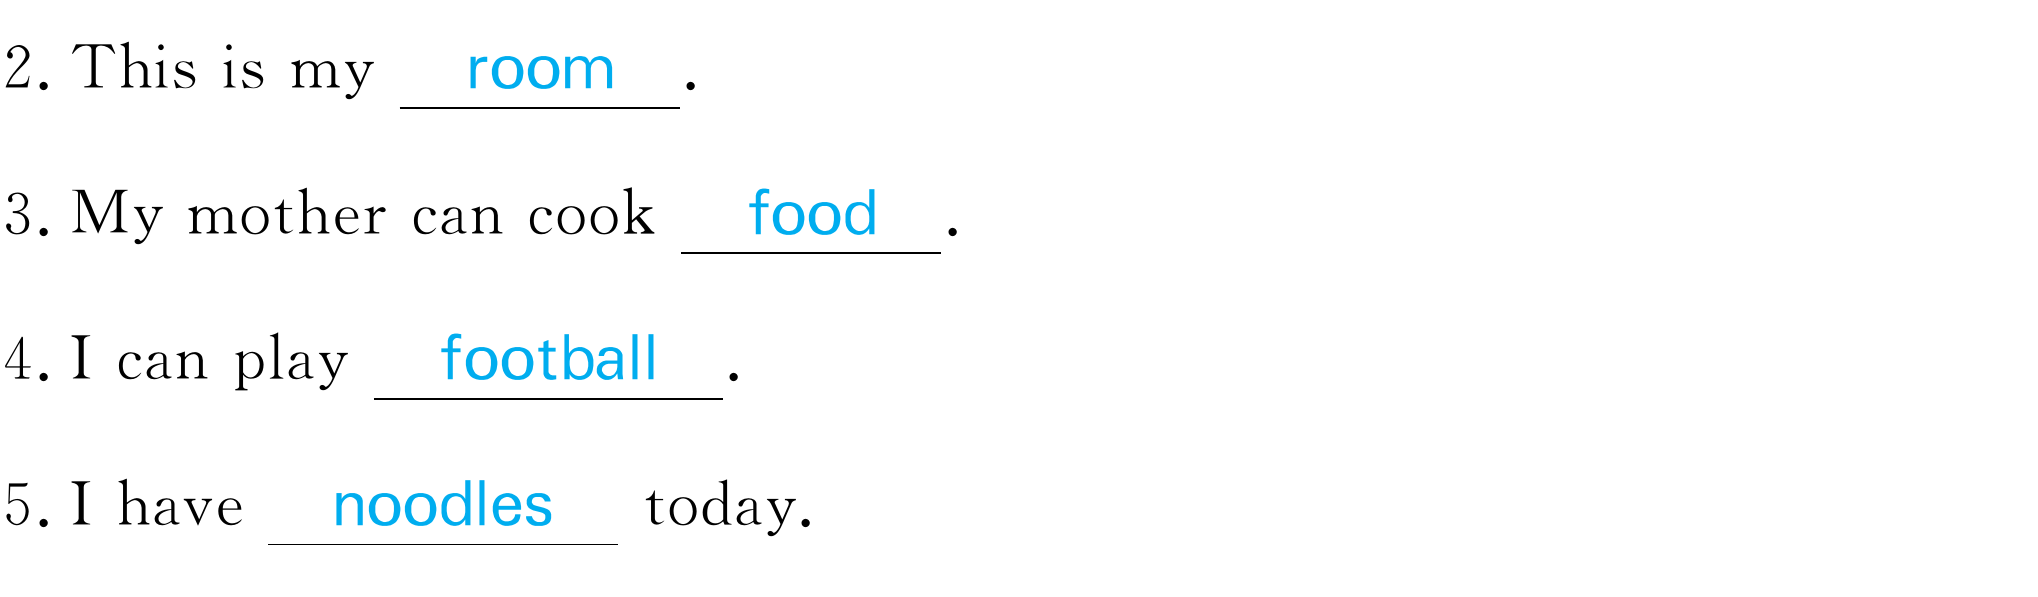 2. This is my room.
3. My mother can cook food.
4. I can play football.
5. I have noodles today.